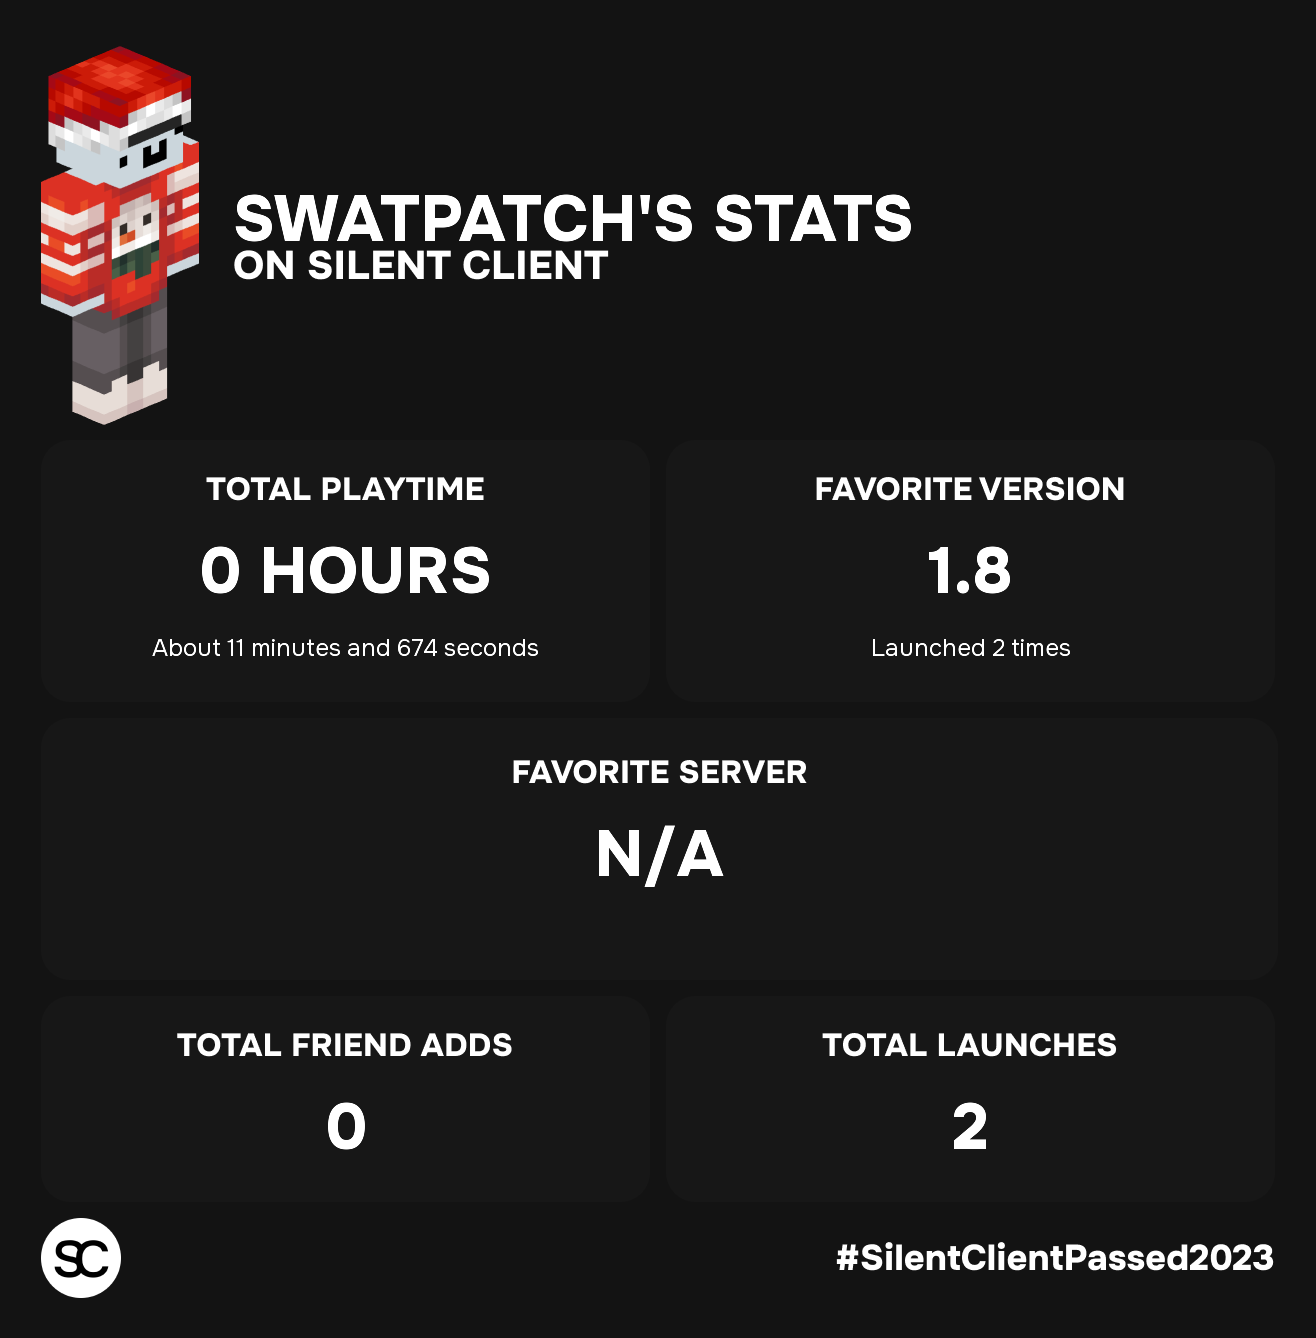 SWATPATCH'S STATS
ON SILENT CLIENT
TOTAL PLAYTIME
0 HOURS
About 11 minutes and 674 seconds
FAVORITE VERSION
1.8
Launched 2 times
FAVORITE SERVER
N/A
TOTAL FRIEND ADDS
0
TOTAL LAUNCHES
2
SC
#SilentClientPassed2023